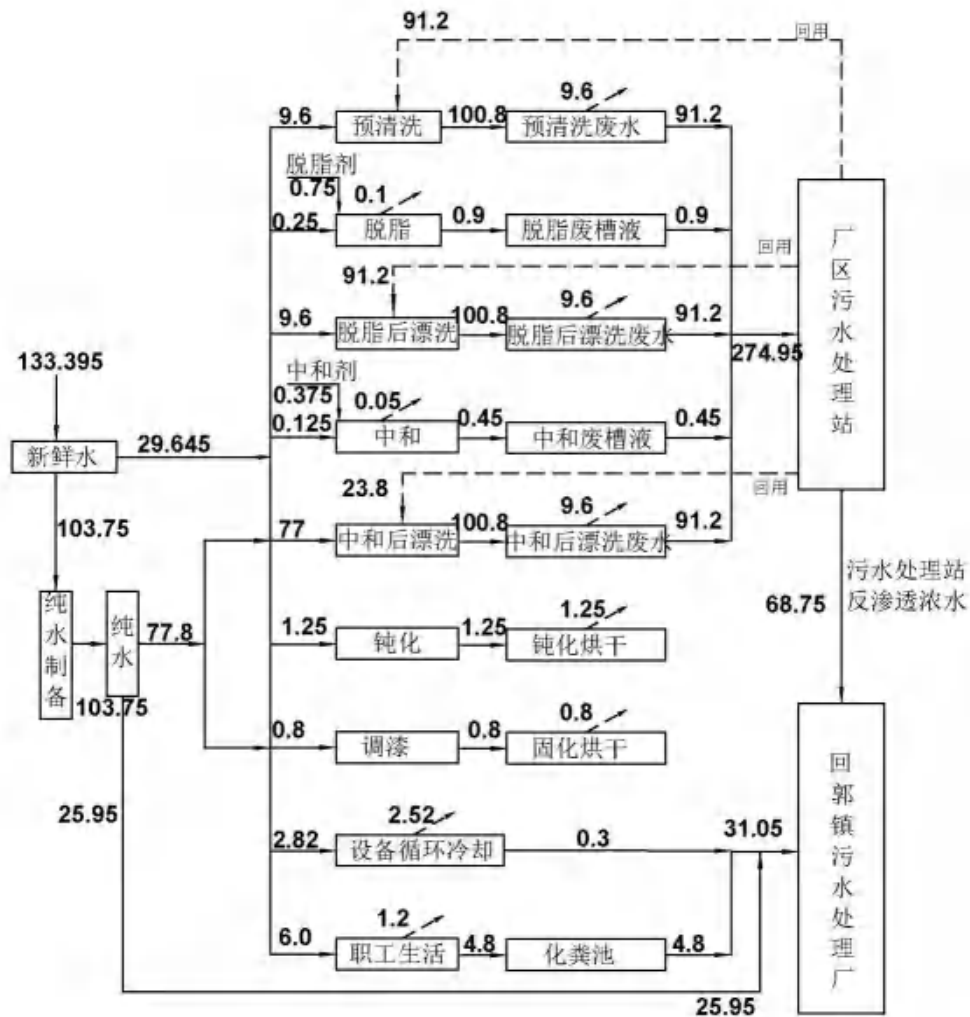 91.2
回用
9.6
9.6
预清洗
100.8
预清洗废水
91.2
脱脂剂
0.75
0.1
0.25
脱脂
0.9
脱脂废槽液
0.9
回用
91.2
9.6
9.6
脱脂后漂洗
100.8
脱脂后漂洗废水
91.2
274.95
厂区污水处理站
133.395
中和剂
0.375
0.05
0.125
中和
0.45
中和废槽液
0.45
新鲜水
29.645
回用
23.8
9.6
103.75
77
中和后漂洗
100.8
中和后漂洗废水
91.2
污水处理站
反渗透浓水
68.75
纯水制备
纯水
77.8
103.75
1.25
钝化
1.25
1.25
钝化烘干
0.8
0.8
调漆
0.8
固化烘干
25.95
2.52
2.82
设备循环冷却
0.3
31.05
回郭镇污水处理厂
1.2
6.0
职工生活
4.8
化粪池
4.8
25.95